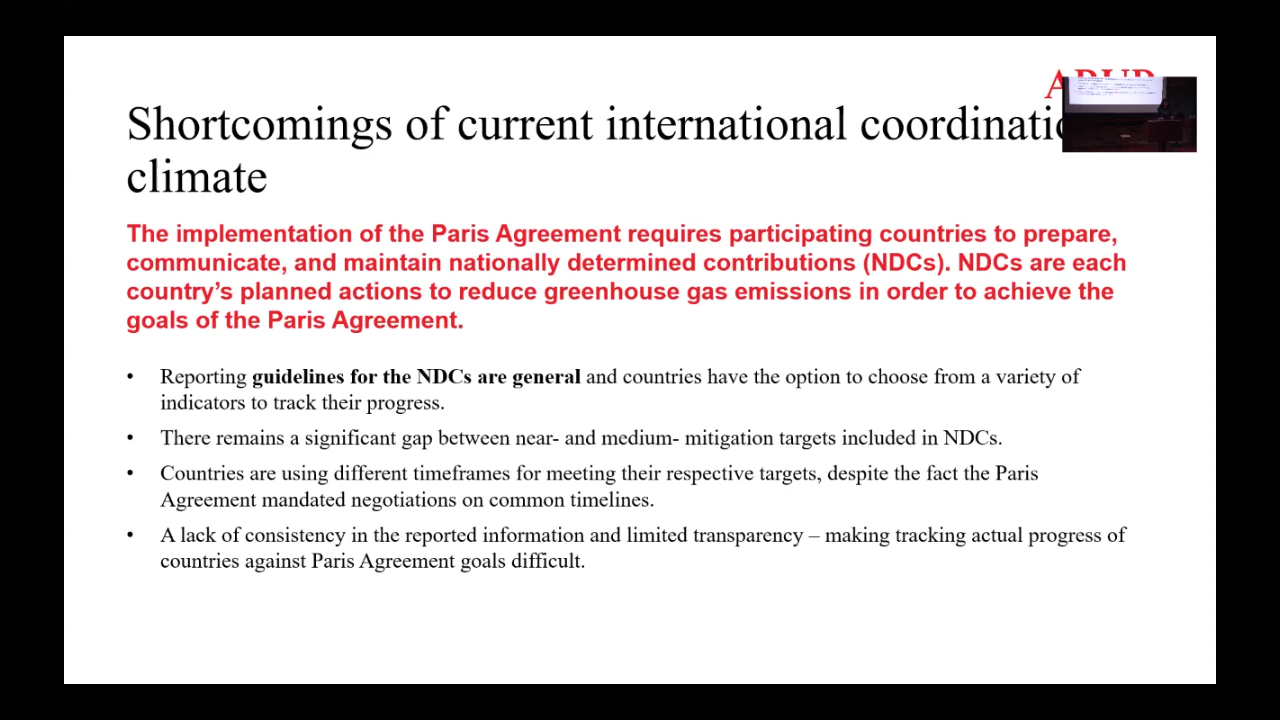 Shortcomings of current international
climate
The implementation of the Paris Agreement requires participating countries to prepare,
communicate, and maintain nationally determined contributions (NDCs). NDCs are each
country’s planned actions to reduce greenhouse gas emissions in order to achieve the
goals of the Paris Agreement.
• Reporting guidelines for the NDCs are general and countries have the option to choose from a variety of
indicators to track their progress.
• There remains a significant gap between near- and medium- mitigation targets included in NDCs.
• Countries are using different timeframes for meeting their respective targets, despite the fact the Paris
Agreement mandated negotiations on common timelines.
• A lack of consistency in the reported information and limited transparency – making tracking actual progress of
countries against Paris Agreement goals difficult.